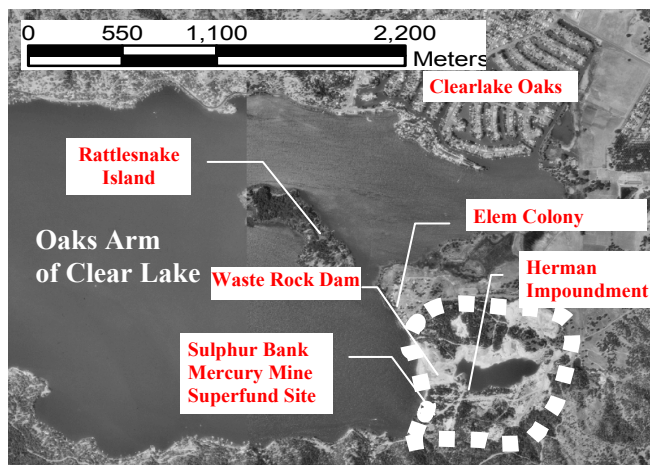 0 550 1,100 2,200
Meters
Clearlake Oaks
Rattlesnake
Island
Elem Colony
Oaks Arm
of Clear Lake
Waste Rock Dam
Herman
Impoundment
Sulphur Bank
Mercury Mine
Superfund Site